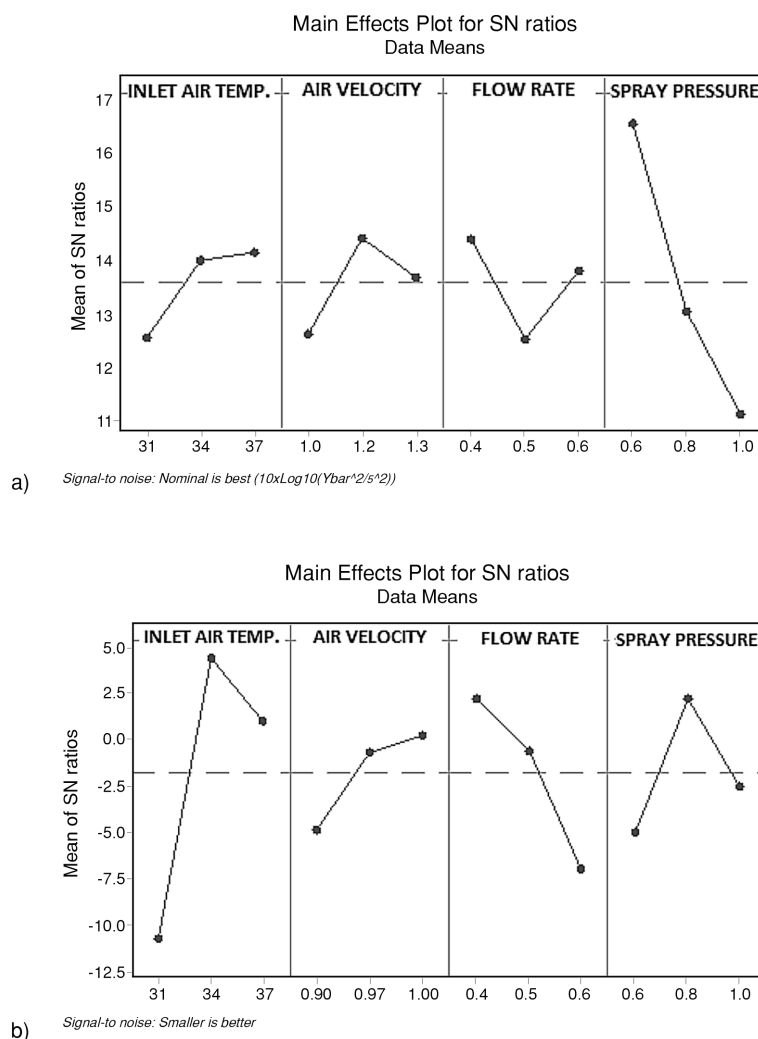 Main Effects Plot for SN ratios
Data Means
INLET AIR TEMP. AIR VELOCITY FLOW RATE SPRAY PRESSURE
Mean of SN ratios
17
16
15
14
13
12
11
31 34 37 1.0 1.2 1.3 0.4 0.5 0.6 0.6 0.8 1.0
a) Signal-to noise: Nominal is best (10xLog10(Ybar^2/s^2))
Main Effects Plot for SN ratios
Data Means
INLET AIR TEMP. AIR VELOCITY FLOW RATE SPRAY PRESSURE
Mean of SN ratios
5.0
2.5
0.0
-2.5
-5.0
-7.5
-10.0
-12.5
31 34 37 0.90 0.97 1.00 0.4 0.5 0.6 0.6 0.8 1.0
b) Signal-to noise: Smaller is better